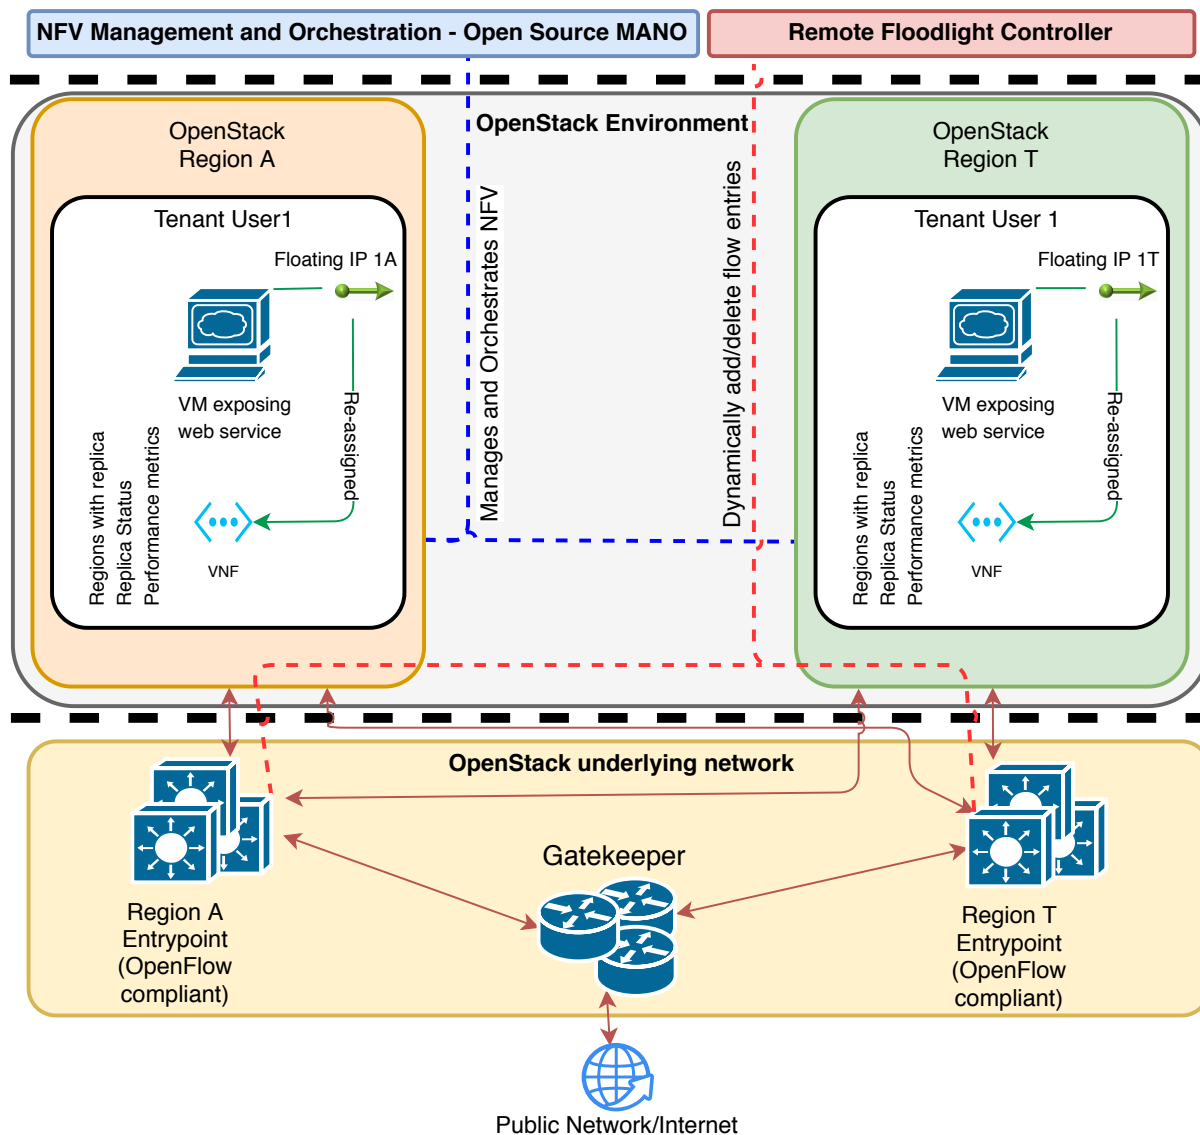 NFV Management and Orchestration - Open Source MANO
Remote Floodlight Controller
OpenStack Environment
OpenStack
Region A
Tenant User1
Floating IP 1A
VM exposing
web service
Re-assigned
Regions with replica
Replica Status
Performance metrics
VNF
Manages and Orchestrates NFV
Dynamically add/delete flow entries
OpenStack
Region T
Tenant User 1
Floating IP 1T
VM exposing
web service
Re-assigned
Regions with replica
Replica Status
Performance metrics
VNF
OpenStack underlying network
Region A
Entrypoint
(OpenFlow
compliant)
Gatekeeper
Region T
Entrypoint
(OpenFlow
compliant)
Public Network/Internet